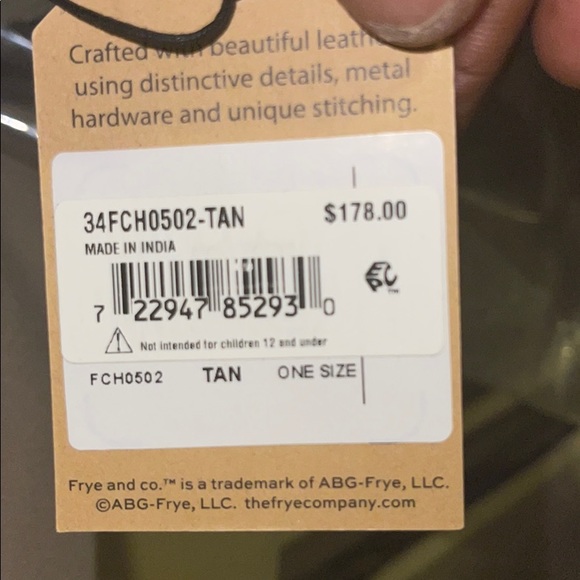 Crafted with beautiful leather
using distinctive details, metal
hardware and unique stitching.
34FCH0502-TAN $178.00
MADE IN INDIA
7 22947 85293 0
Not intended for children 12 and under
FCH0502 TAN ONE SIZE
Frye and co.™ is a trademark of ABG-Frye, LLC.
©ABG-Frye, LLC. thefryecompany.com